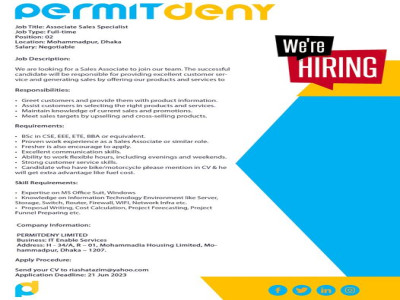 permitdeny
Job Title: Associate Sales Specialist
Job Type: Full-time
Position: 02
Location: Mohammadpur, Dhaka
Salary: Negotiable
We're
HIRING
Job Description:
We are looking for a Sales Associate to join our team. The successful
candidate will be responsible for providing excellent customer ser-
vice and generating sales by offering our products and services to
Responsibilities:
• Greet customers and provide them with product information.
• Assist customers in selecting the right products and services.
• Maintain knowledge of current sales and promotions.
• Meet sales targets by upselling and cross-selling products.
Requirements:
• BSc in CSE, EEE, ETE, BBA or equivalent.
• Proven work experience as a Sales Associate or similar role.
• Fresher is also encourage to apply.
• Excellent communication skills.
• Ability to work flexible hours, including evenings and weekends.
• Strong customer service skills.
• Candidate who have bike/motorcycle please mention in CV & he
will get extra advantage like fuel cost.
Skill Requirements:
• Expertise on MS Office Suit, Windows
• Knowledge on Information Technology Environment like Server,
Storage, Switch, Router, Firewall, WIFI, Network Infra etc.
• Proposal Writing, Cost Calculation, Project Forecasting, Project
Funnel Preparing etc.
Company Information:
PERMITDENY LIMITED
Business: IT Enable Services
Address: H - 34/A, R – 01, Mohammadia Housing Limited, Mo-
hammadpur, Dhaka – 1207.
Apply Procedure:
Send your CV to riashatazim@yahoo.com
Application Deadline: 21 Jun 2023